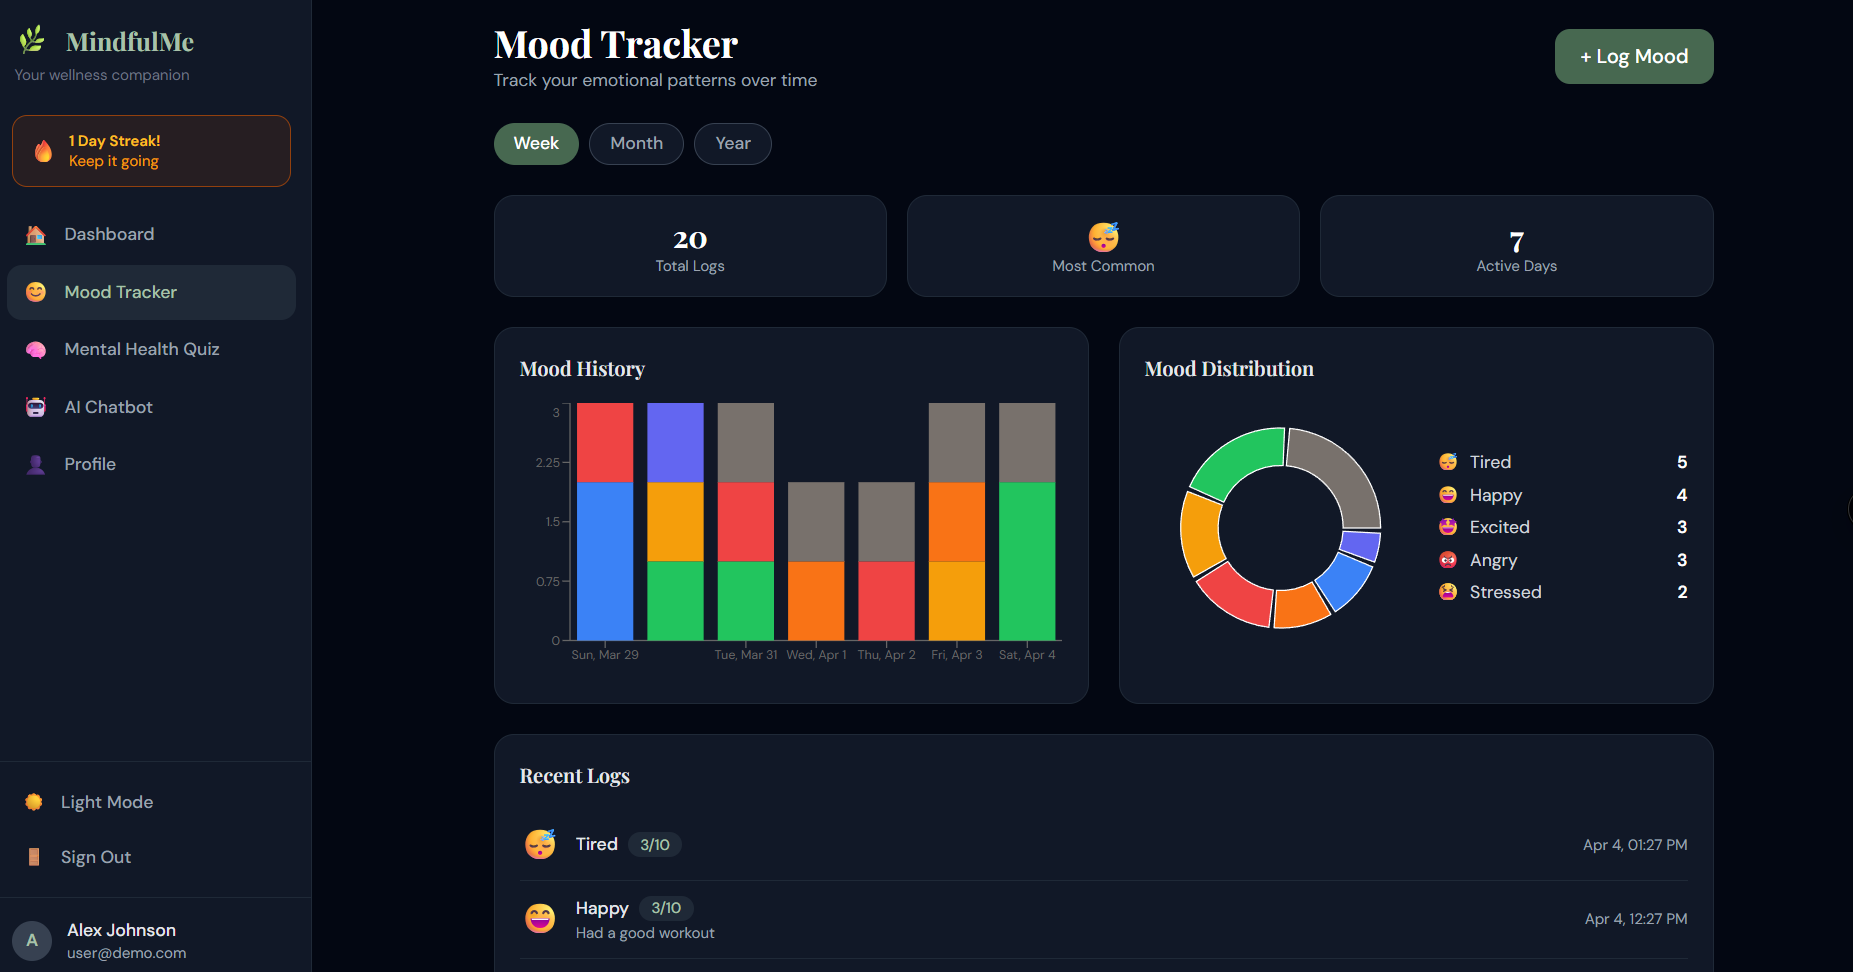 MindfulMe
Your wellness companion
1 Day Streak!
Keep it going
Dashboard
Mood Tracker
Mental Health Quiz
AI Chatbot
Profile
Light Mode
Sign Out
A
Alex Johnson
user@demo.com
Mood Tracker
Track your emotional patterns over time
+ Log Mood
Week
Month
Year
20
Total Logs
Most Common
7
Active Days
Mood History
3
2.25
1.5
0.75
0
Sun, Mar 29
Tue, Mar 31
Wed, Apr 1
Thu, Apr 2
Fri, Apr 3
Sat, Apr 4
Mood Distribution
Tired 5
Happy 4
Excited 3
Angry 3
Stressed 2
Recent Logs
Tired 3/10
Apr 4, 01:27 PM
Happy 3/10
Had a good workout
Apr 4, 12:27 PM